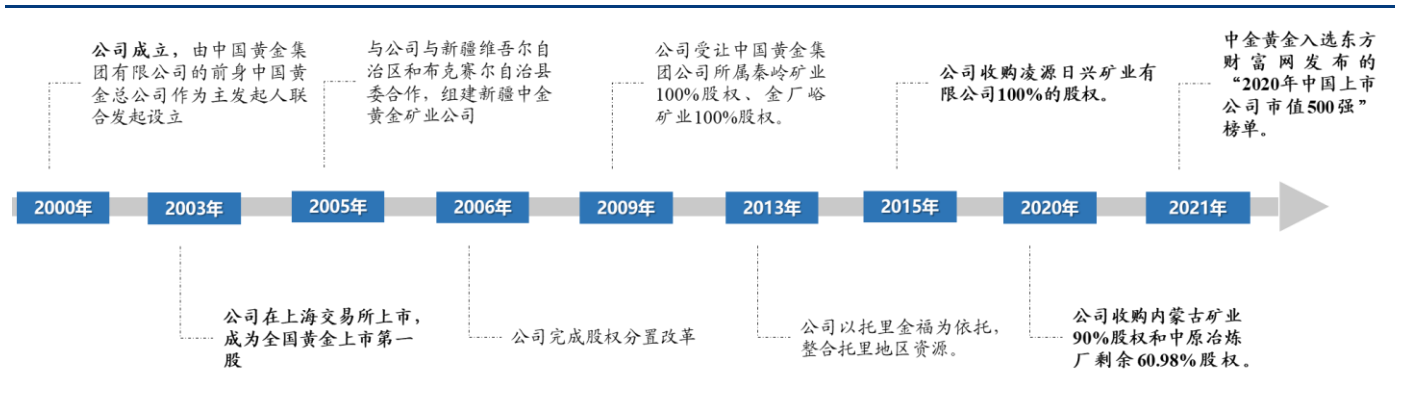 公司成立，由中国黄金集
团有限公司的前身中国黄
金总公司作为主发起人联
合发起设立
与公司与新疆维吾尔自
治区和布克赛尔自治县
委合作，组建新疆中金
黄金矿业公司
公司受让中国黄金集
团公司所属秦岭矿业
100%股权、金厂峪
矿业100%股权。
公司收购凌源日兴矿业有
限公司100%的股权。
中金黄金入选东方
财富网发布的
“2020年中国上市
公司市值500强”
榜单。
2000年
2003年
2005年
2006年
2009年
2013年
2015年
2020年
2021年
公司在上海交易所上市，
成为全国黄金上市第一
股
公司完成股权分置改革
公司以托里金福为依托，
整合托里地区资源。
公司收购内蒙古矿业
90%股权和中原冶炼
厂剩余60.98%股权。